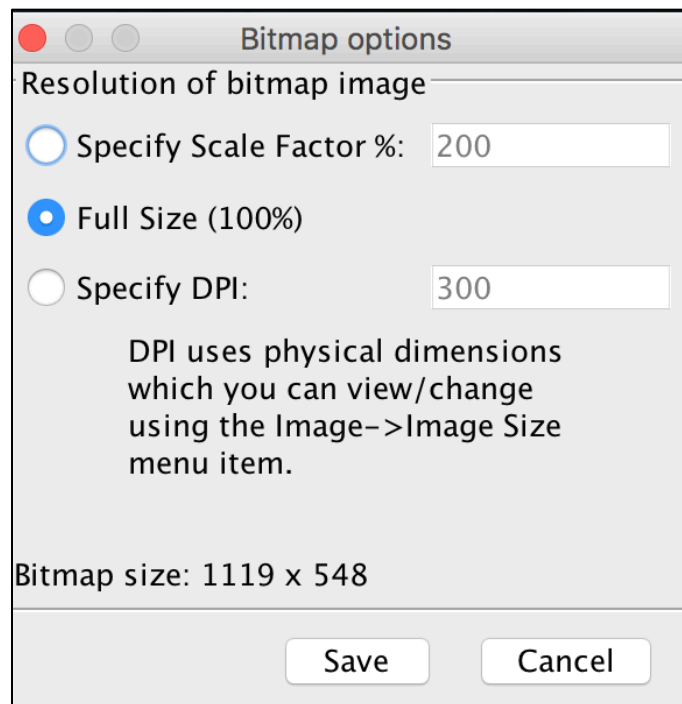 Bitmap options
Resolution of bitmap image
Specify Scale Factor %: 200
Full Size (100%)
Specify DPI: 300
DPI uses physical dimensions
which you can view/change
using the Image->Image Size
menu item.
Bitmap size: 1119 x 548
Save Cancel